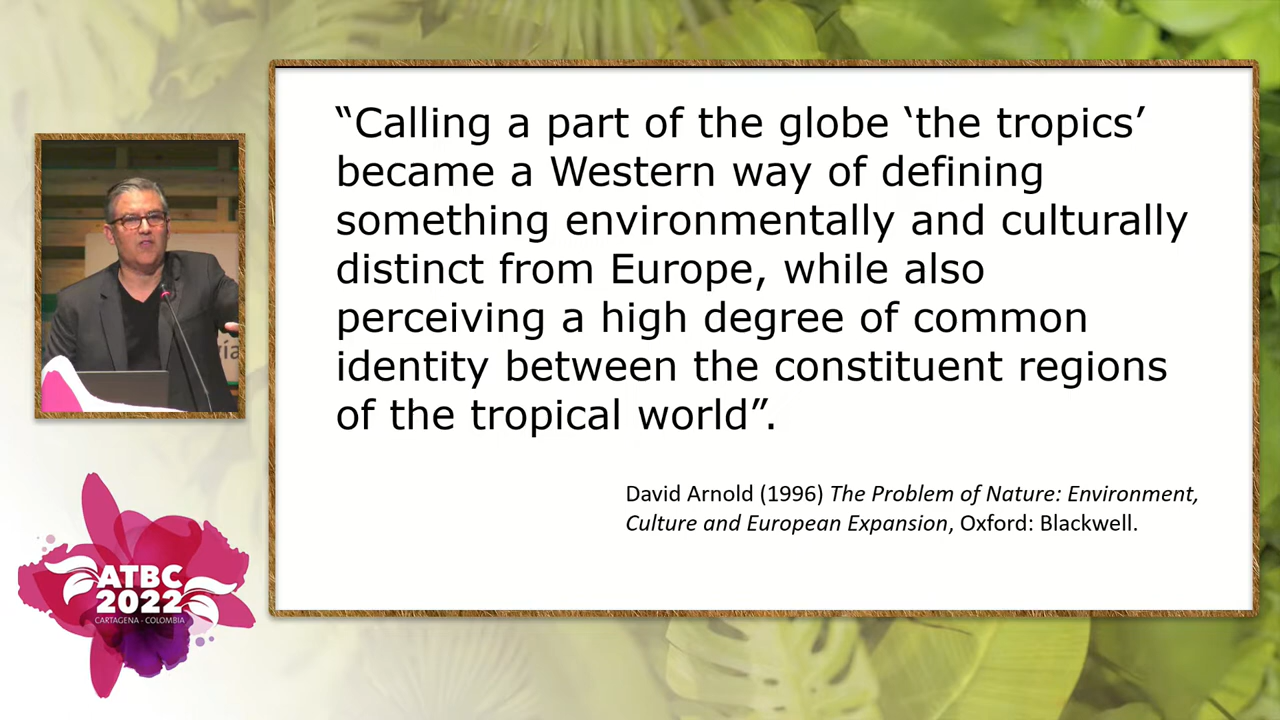 “Calling a part of the globe ‘the tropics’
became a Western way of defining
something environmentally and culturally
distinct from Europe, while also
perceiving a high degree of common
identity between the constituent regions
of the tropical world”.
David Arnold (1996) The Problem of Nature: Environment,
Culture and European Expansion, Oxford: Blackwell.
ATBC
2022
CARTAGENA - COLOMBIA